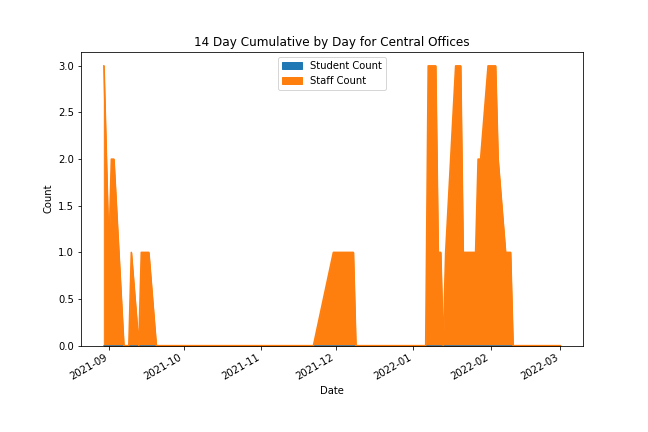 14 Day Cumulative by Day for Central Offices
Student Count
Staff Count
Count
3.0
2.5
2.0
1.5
1.0
0.5
0.0
2021-09
2021-10
2021-11
2021-12
2022-01
2022-02
2022-03
Date